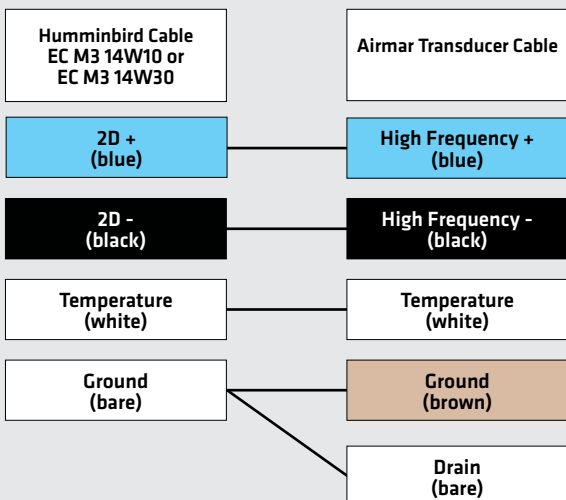 Humminbird Cable
EC M3 14W10 or
EC M3 14W30
Airmar Transducer Cable
2D +
(blue)
High Frequency +
(blue)
2D -
(black)
High Frequency -
(black)
Temperature
(white)
Temperature
(white)
Ground
(bare)
Ground
(brown)
Drain
(bare)